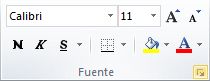 Calibri 11 A A
N K S A
Fuente